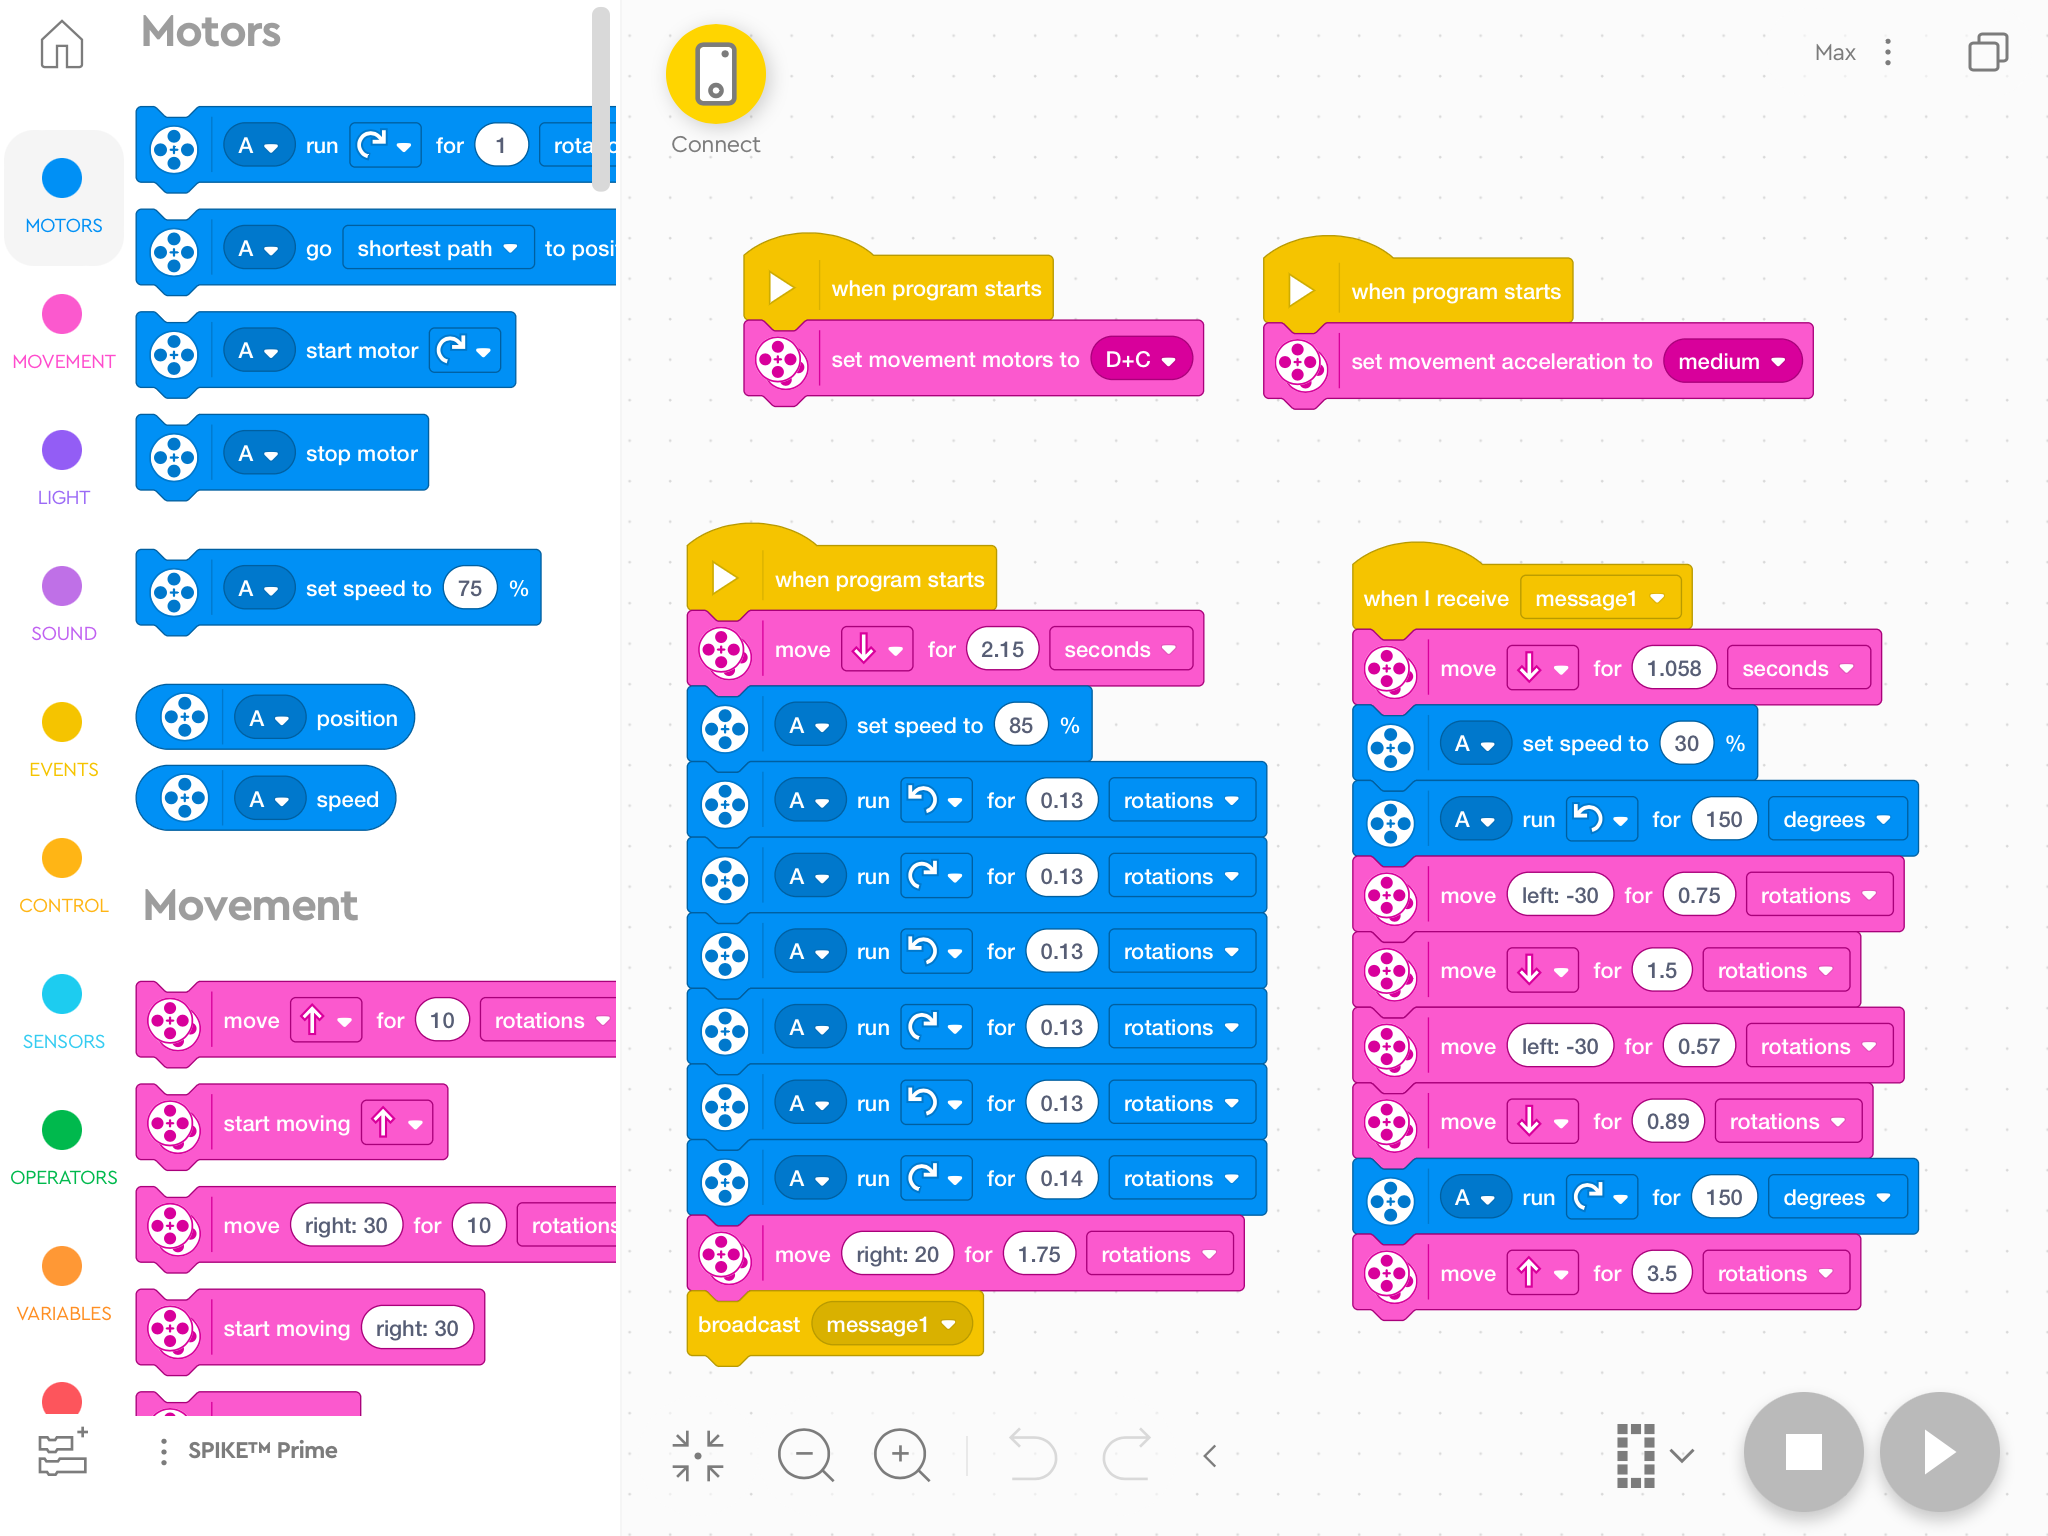 Motors
A run for 1 rota
A go shortest path to posi
A start motor
A stop motor
A set speed to 75 %
A position
A speed
Movement
move for 10 rotations
start moving
move right: 30 for 10 rotations
start moving right: 30
MOTORS
MOVEMENT
LIGHT
SOUND
EVENTS
CONTROL
SENSORS
OPERATORS
VARIABLES
SPIKE™ Prime
Connect
Max
when program starts
set movement motors to D+C
when program starts
set movement acceleration to medium
when program starts
move for 2.15 seconds
A set speed to 85 %
A run for 0.13 rotations
A run for 0.13 rotations
A run for 0.13 rotations
A run for 0.13 rotations
A run for 0.13 rotations
A run for 0.14 rotations
move right: 20 for 1.75 rotations
broadcast message1
when I receive message1
move for 1.058 seconds
A set speed to 30 %
A run for 150 degrees
move left: -30 for 0.75 rotations
move for 1.5 rotations
move left: -30 for 0.57 rotations
move for 0.89 rotations
A run for 150 degrees
move for 3.5 rotations